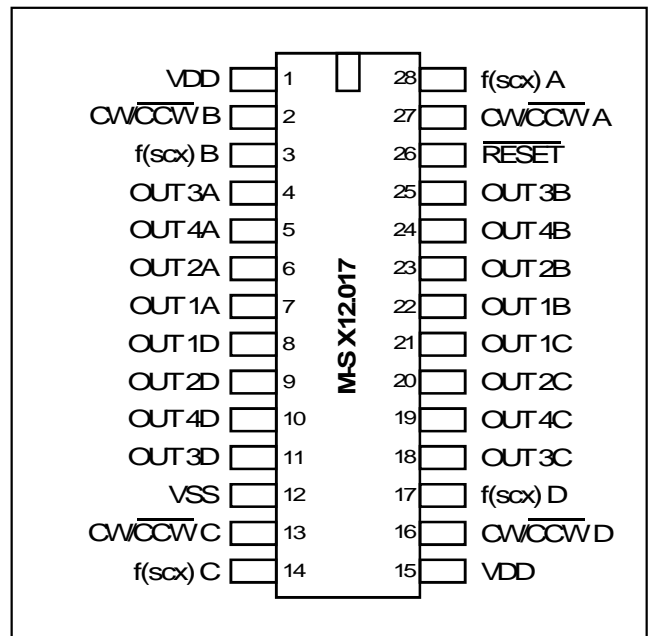 VDD 1 28 f(scx) A
CW/CCW B 2 27 CW/CCW A
f(scx) B 3 26 RESET
OUT3A 4 25 OUT3B
OUT4A 5 24 OUT4B
OUT2A 6 23 OUT2B
OUT1A 7 22 OUT1B
OUT1D 8 21 OUT1C
OUT2D 9 20 OUT2C
OUT4D 10 19 OUT4C
OUT3D 11 18 OUT3C
VSS 12 17 f(scx) D
CW/CCW C 13 16 CW/CCW D
f(scx) C 14 15 VDD
M-S X12.017